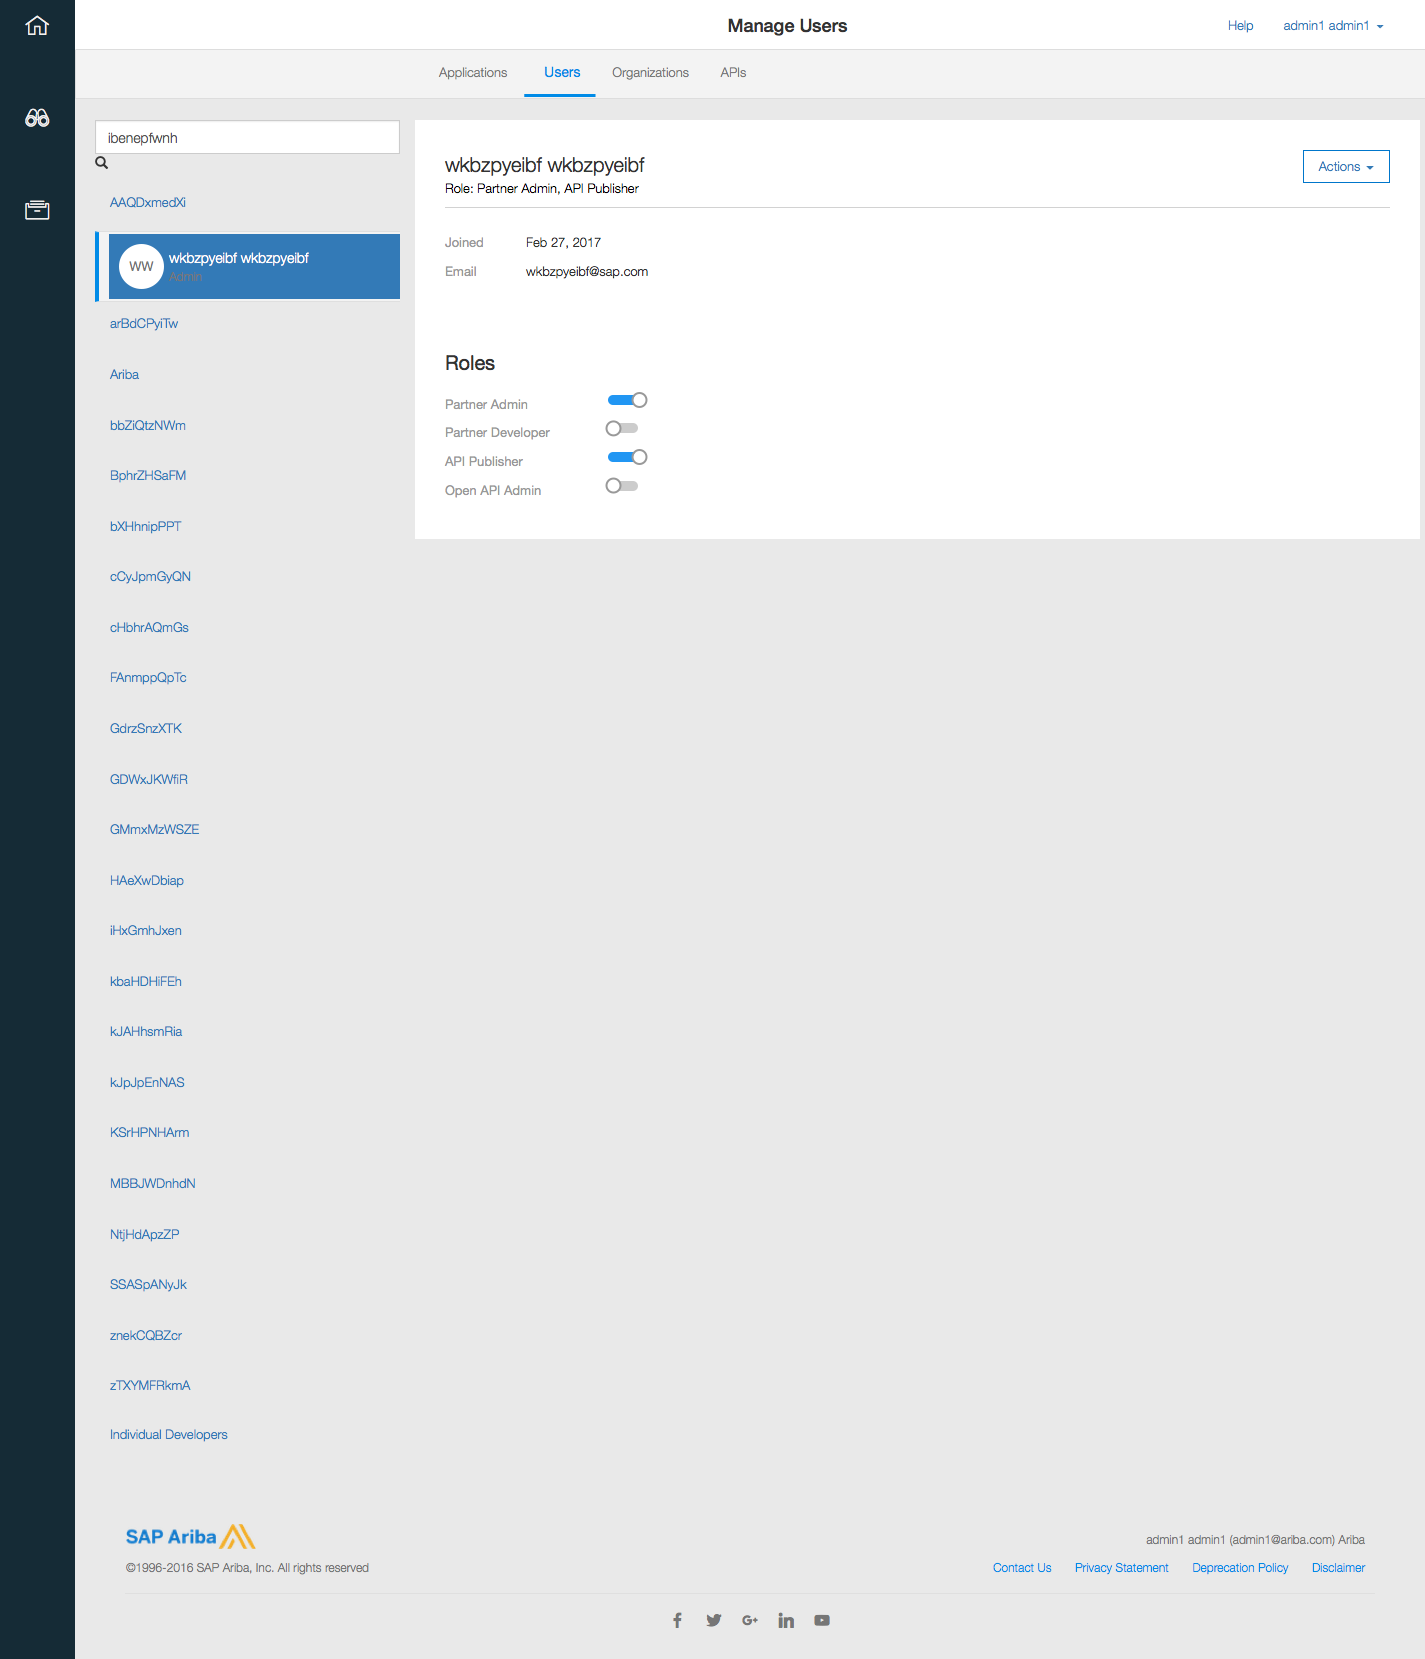 Manage Users
Help
admin1 admin1
Applications
Users
Organizations
APIs
ibenepfwnh
AAQDxmedXi
WW
wkbzpyeibf wkbzpyeibf
Admin
arBdCPyiTw
Ariba
bbZiQtzNWm
BphrZHSaFM
bXHhnipPPT
cCyJpmGyQN
cHbhrAQmGs
FAnmppQpTc
GdrzSnzXTK
GDWxJKWfiR
GMmxMzWSZE
HAeXwDbiap
iHxGmhJxen
kbaHDHiFEh
kJAHhsmRia
kJpJpEnNAS
KSrHPNHArm
MBBJWDnhdN
NtjHdApzZP
SSASpANyJk
znekCQBZcr
zTXYMFRkmA
Individual Developers
wkbzpyeibf wkbzpyeibf
Actions
Role: Partner Admin, API Publisher
Joined Feb 27, 2017
Email wkbzpyeibf@sap.com
Roles
Partner Admin
Partner Developer
API Publisher
Open API Admin
SAP Ariba
admin1 admin1 (admin1@ariba.com) Ariba
©1996-2016 SAP Ariba, Inc. All rights reserved
Contact Us
Privacy Statement
Deprecation Policy
Disclaimer